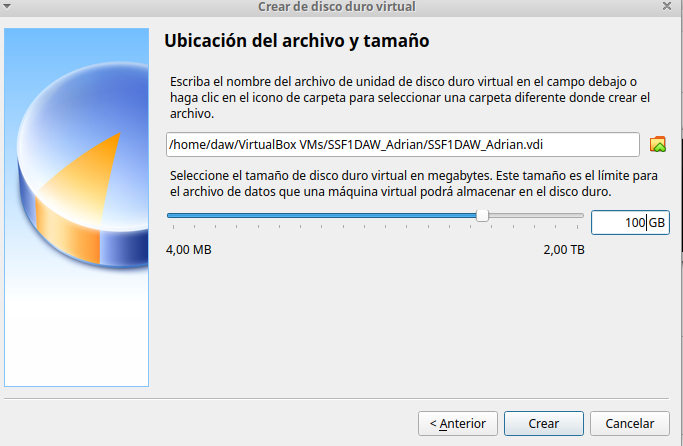 Crear de disco duro virtual
Ubicación del archivo y tamaño
Escriba el nombre del archivo de unidad de disco duro virtual en el campo debajo o
haga clic en el icono de carpeta para seleccionar una carpeta diferente donde crear el
archivo.
/home/daw/VirtualBox VMs/SSF1DAW_Adrian/SSF1DAW_Adrian.vdi
Seleccione el tamaño de disco duro virtual en megabytes. Este tamaño es el límite para
el archivo de datos que una máquina virtual podrá almacenar en el disco duro.
100 GB
4,00 MB
2,00 TB
< Anterior
Crear
Cancelar